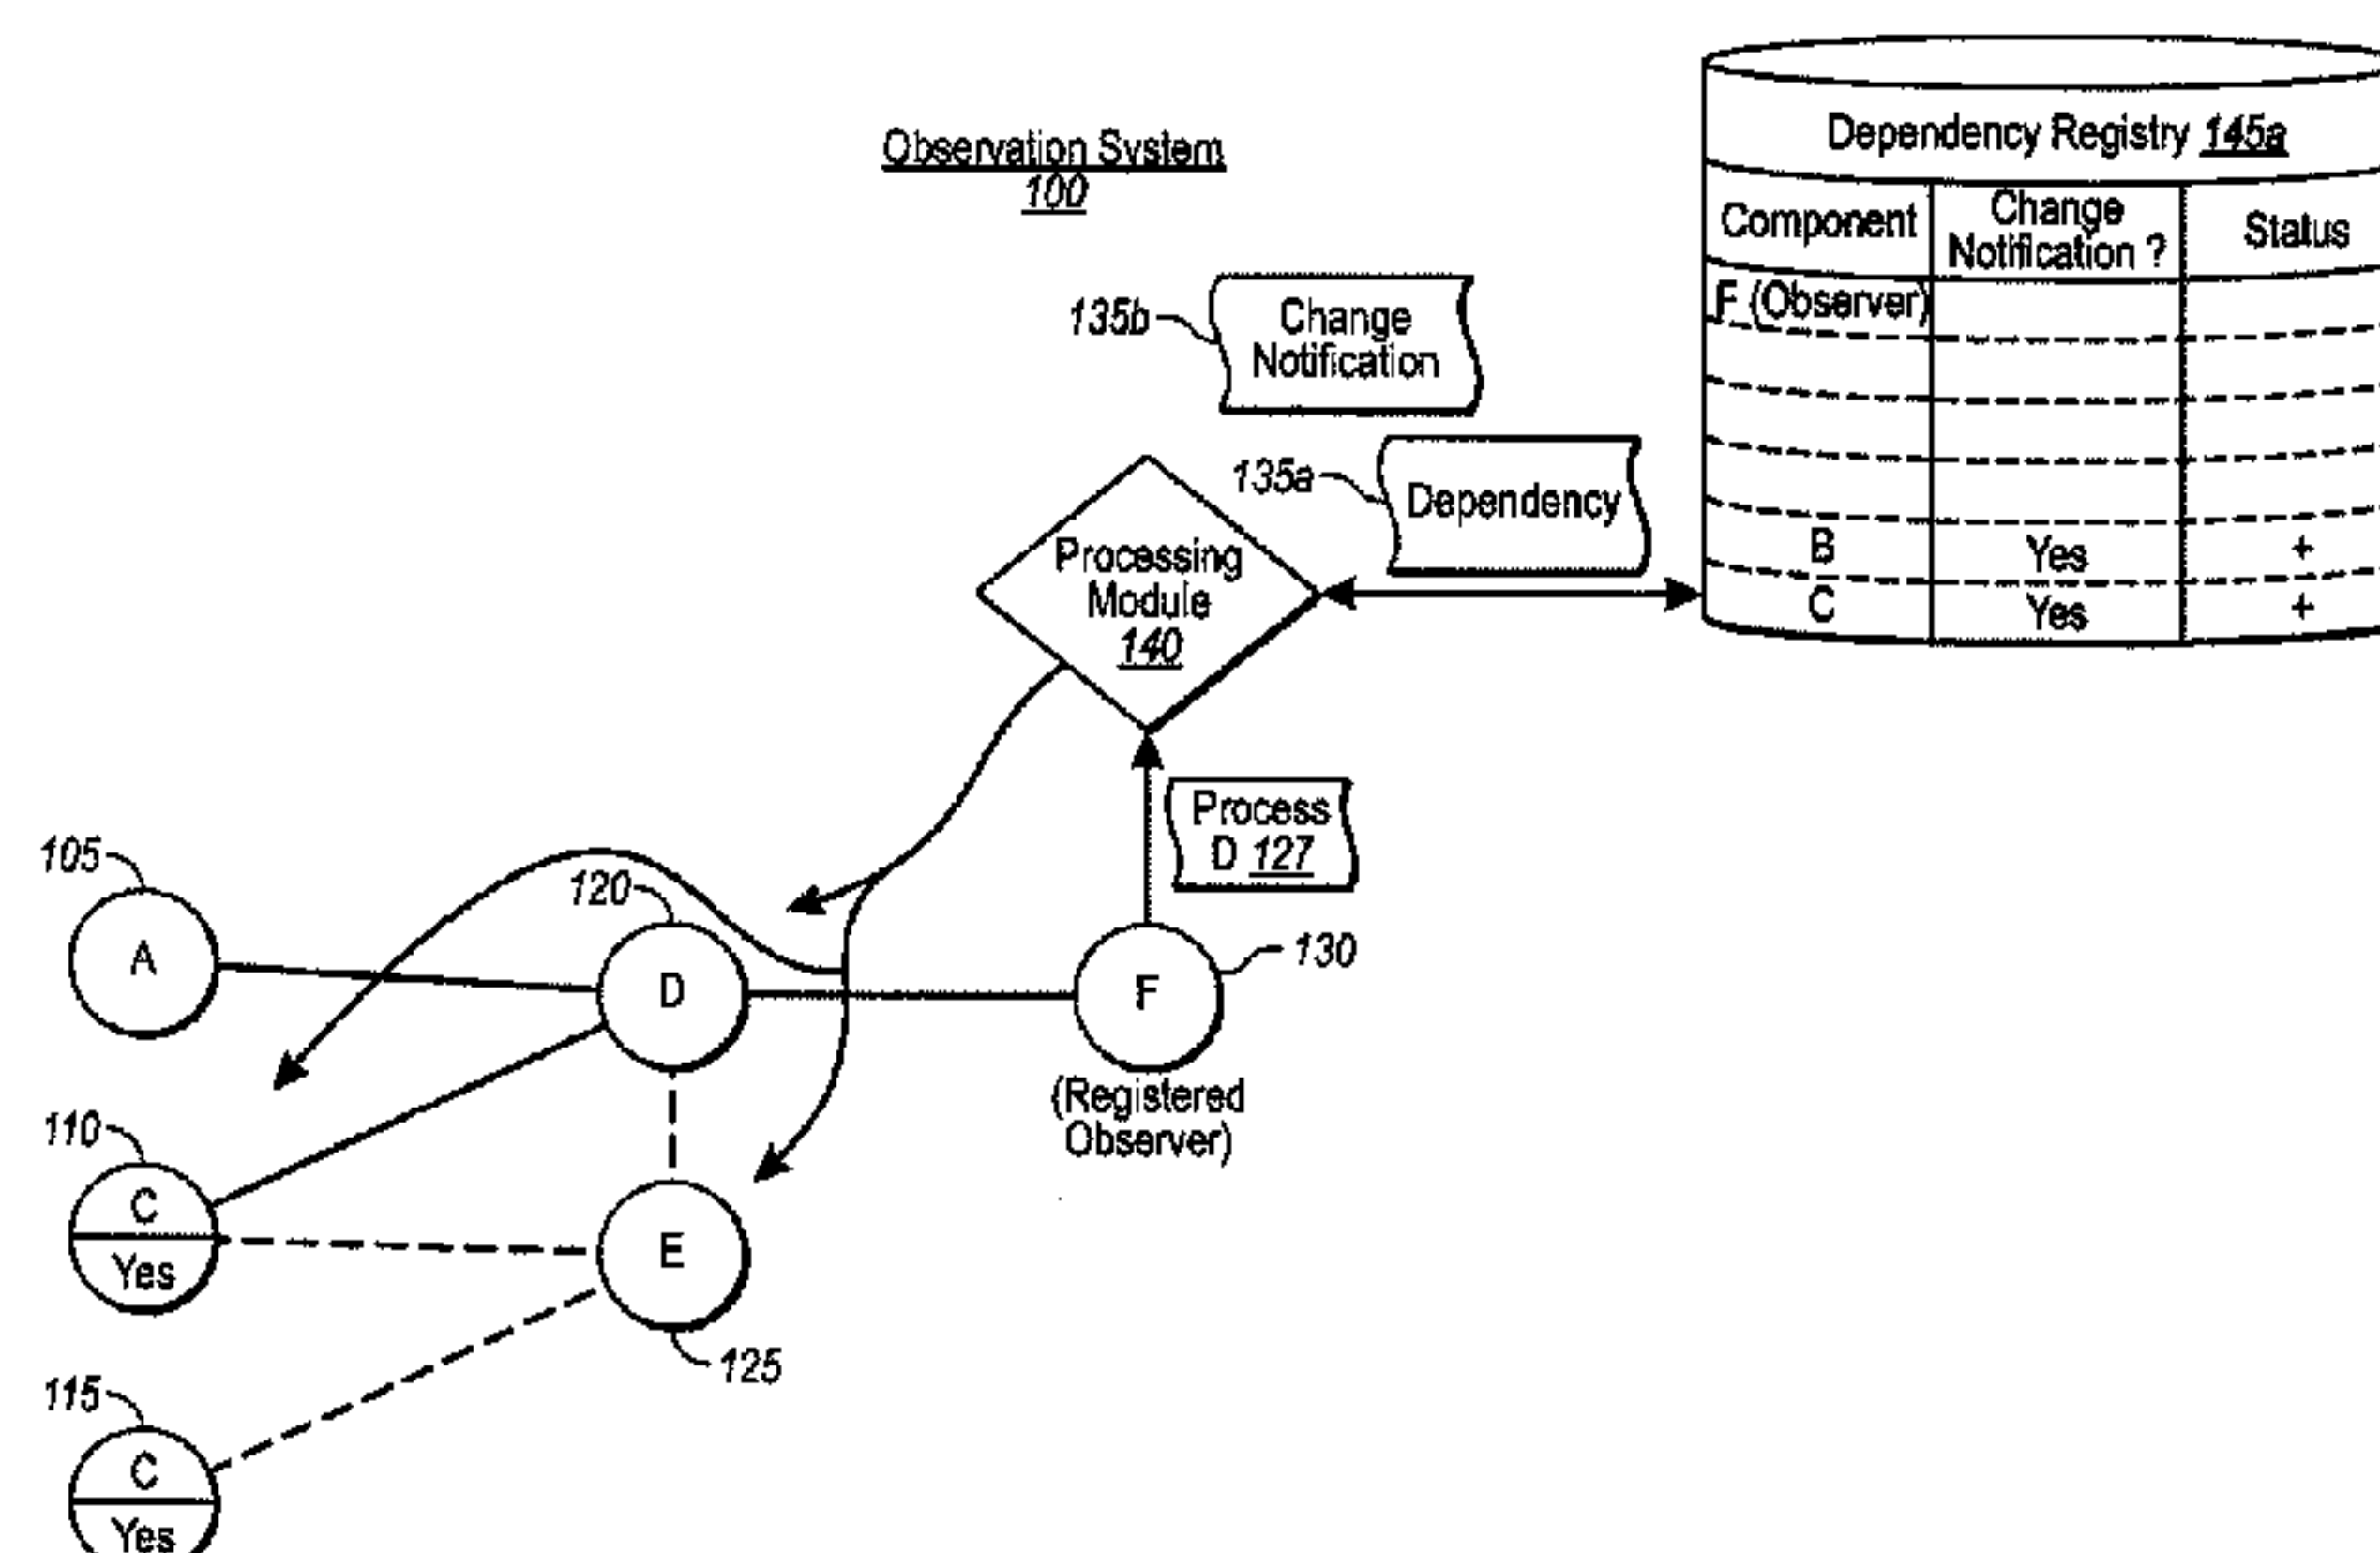 Observation System
100
Dependency Registry 145a
Component
Change
Notification ?
Status
F (Observer)
B Yes +
C Yes +
135b
Change
Notification
135a
Dependency
Processing
Module
140
Process
D 127
105
A
120
D
F
130
(Registered
Observer)
110
C
Yes
E
125
115
C
Yes